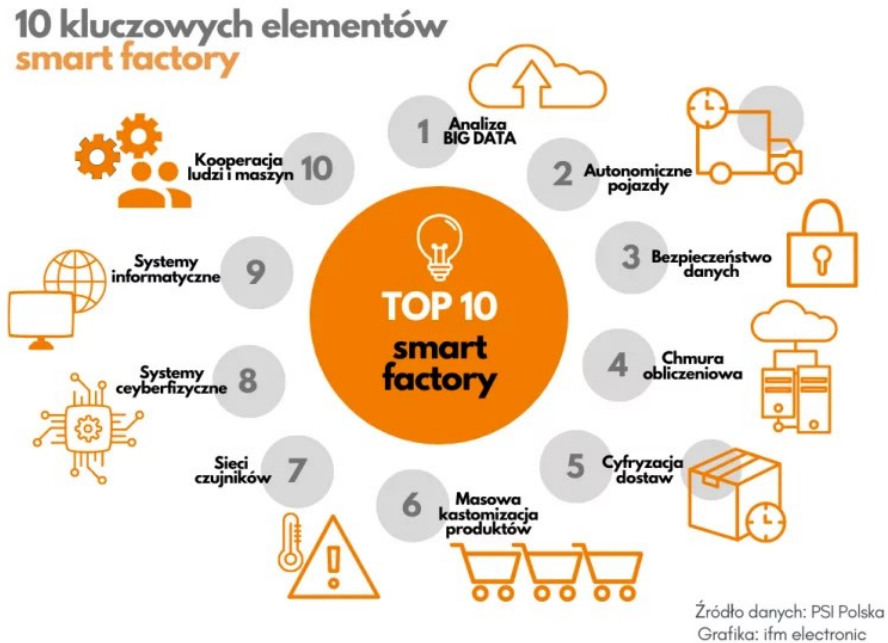 10 kluczowych elementów
smart factory
1
Analiza
BIG DATA
2
Autonomiczne
pojazdy
3
Bezpieczeństwo
danych
4
Chmura
obliczeniowa
5
Cyfryzacja
dostaw
6
Masowa
kastomizacja
produktów
7
Sieci
czujników
8
Systemy
ceyberfizyczne
9
Systemy
informatyczne
10
Kooperacja
ludzi i maszyn
TOP 10
smart
factory
Źródło danych: PSI Polska
Grafika: ifm electronic